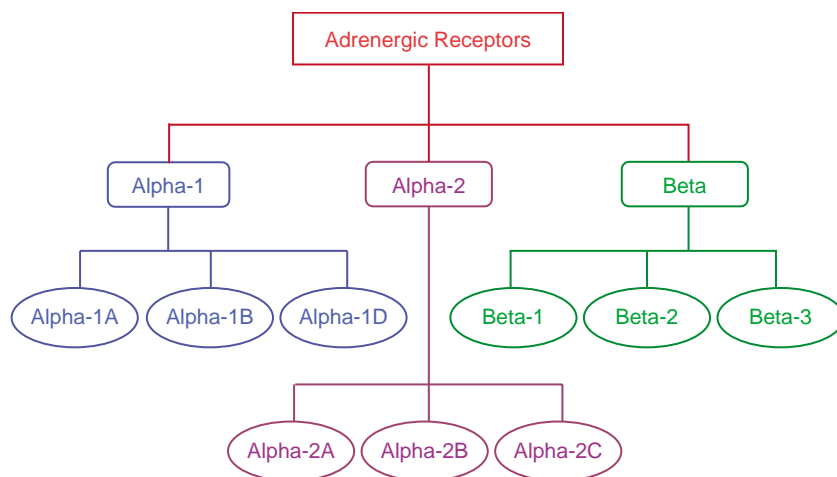 Adrenergic Receptors
Alpha-1
Alpha-2
Beta
Alpha-1A
Alpha-1B
Alpha-1D
Beta-1
Beta-2
Beta-3
Alpha-2A
Alpha-2B
Alpha-2C